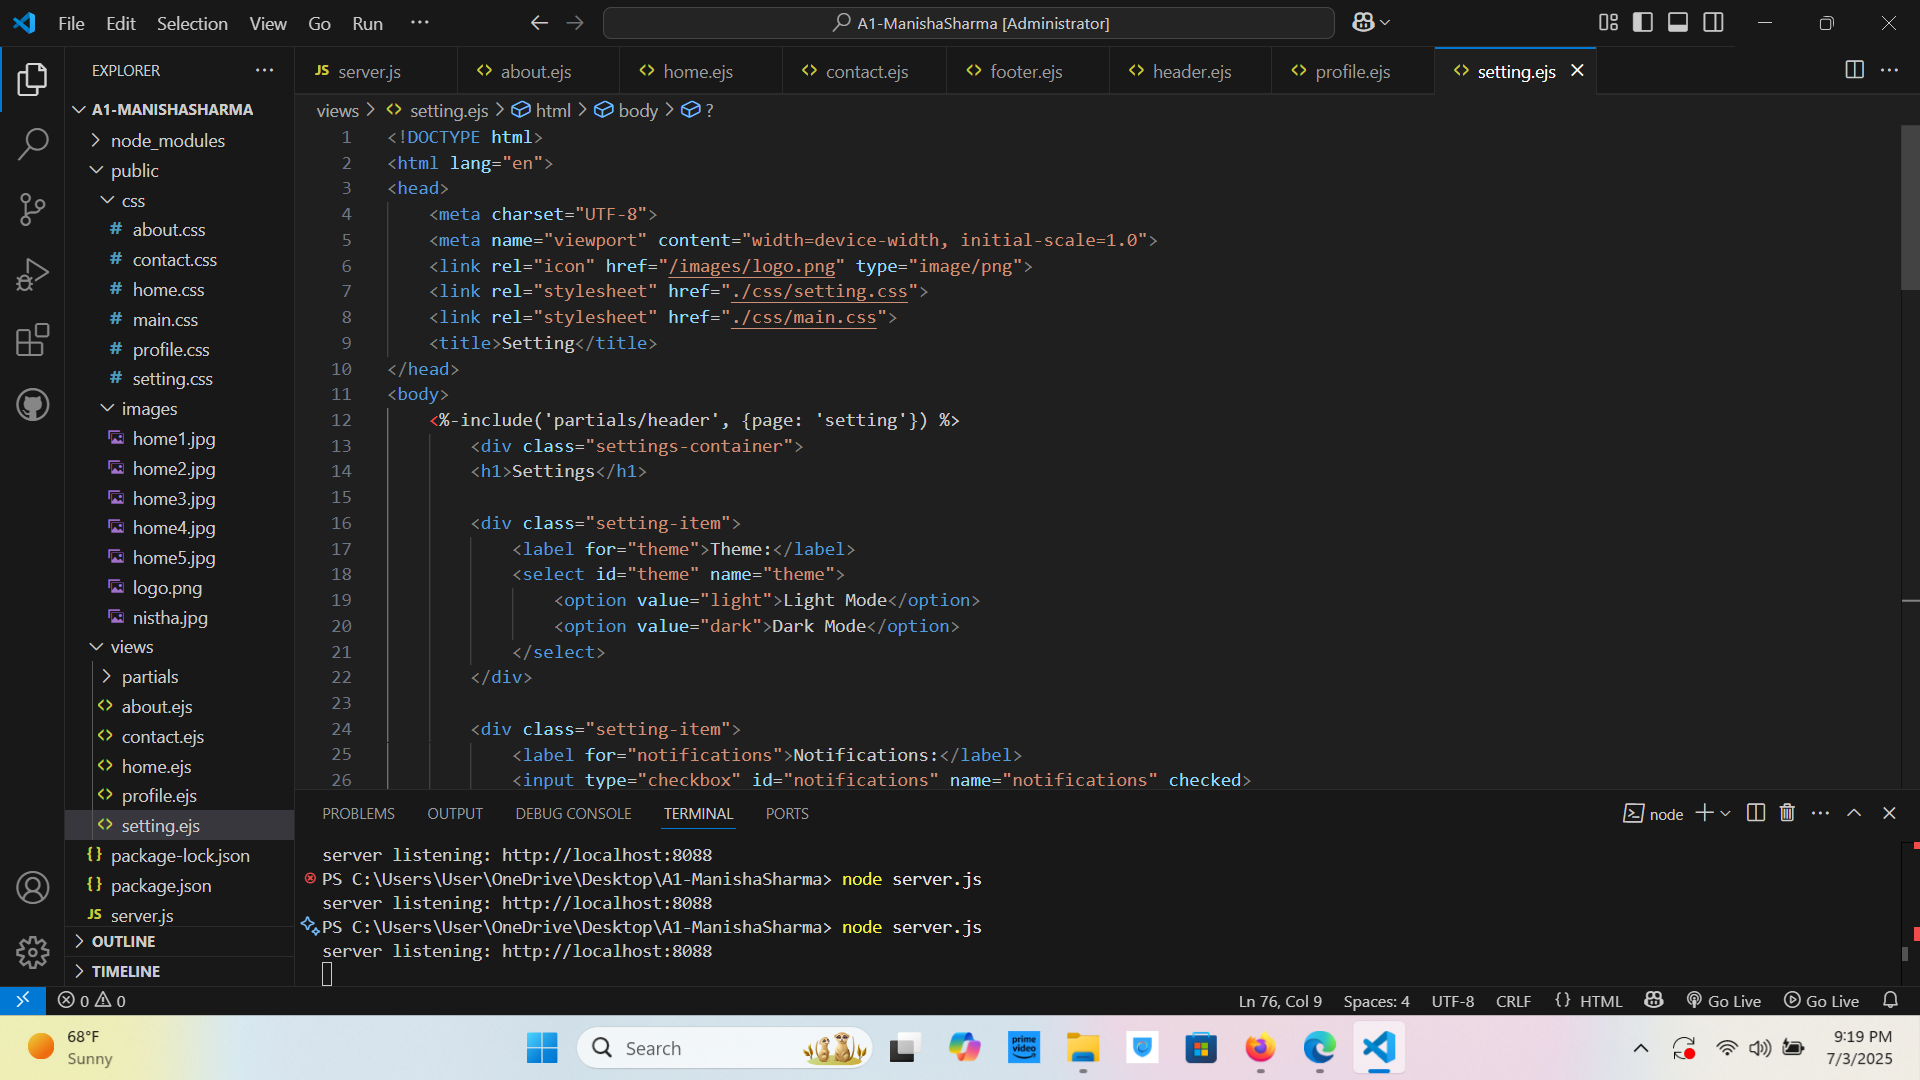 File Edit Selection View Go Run ···
A1-ManishaSharma [Administrator]
EXPLORER
server.js
about.ejs
home.ejs
contact.ejs
footer.ejs
header.ejs
profile.ejs
setting.ejs
A1-MANISHASHARMA
node_modules
public
css
# about.css
# contact.css
# home.css
# main.css
# profile.css
# setting.css
images
home1.jpg
home2.jpg
home3.jpg
home4.jpg
home5.jpg
logo.png
nistha.jpg
views
partials
about.ejs
contact.ejs
home.ejs
profile.ejs
setting.ejs
{} package-lock.json
{} package.json
JS server.js
OUTLINE
TIMELINE
views > setting.ejs > html > body > ?
1 <!DOCTYPE html>
2 <html lang="en">
3 <head>
4 <meta charset="UTF-8">
5 <meta name="viewport" content="width=device-width, initial-scale=1.0">
6 <link rel="icon" href="/images/logo.png" type="image/png">
7 <link rel="stylesheet" href="./css/setting.css">
8 <link rel="stylesheet" href="./css/main.css">
9 <title>Setting</title>
10 </head>
11 <body>
12 <%-include('partials/header', {page: 'setting'}) %>
13 <div class="settings-container">
14 <h1>Settings</h1>
15
16 <div class="setting-item">
17 <label for="theme">Theme:</label>
18 <select id="theme" name="theme">
19 <option value="light">Light Mode</option>
20 <option value="dark">Dark Mode</option>
21 </select>
22 </div>
23
24 <div class="setting-item">
25 <label for="notifications">Notifications:</label>
26 <input type="checkbox" id="notifications" name="notifications" checked>
PROBLEMS OUTPUT DEBUG CONSOLE TERMINAL PORTS
node
server listening: http://localhost:8088
PS C:\Users\User\OneDrive\Desktop\A1-ManishaSharma> node server.js
server listening: http://localhost:8088
PS C:\Users\User\OneDrive\Desktop\A1-ManishaSharma> node server.js
server listening: http://localhost:8088
0 0
Ln 76, Col 9 Spaces: 4 UTF-8 CRLF {} HTML Go Live Go Live
68°F
Sunny
Search
prime video
9:19 PM
7/3/2025